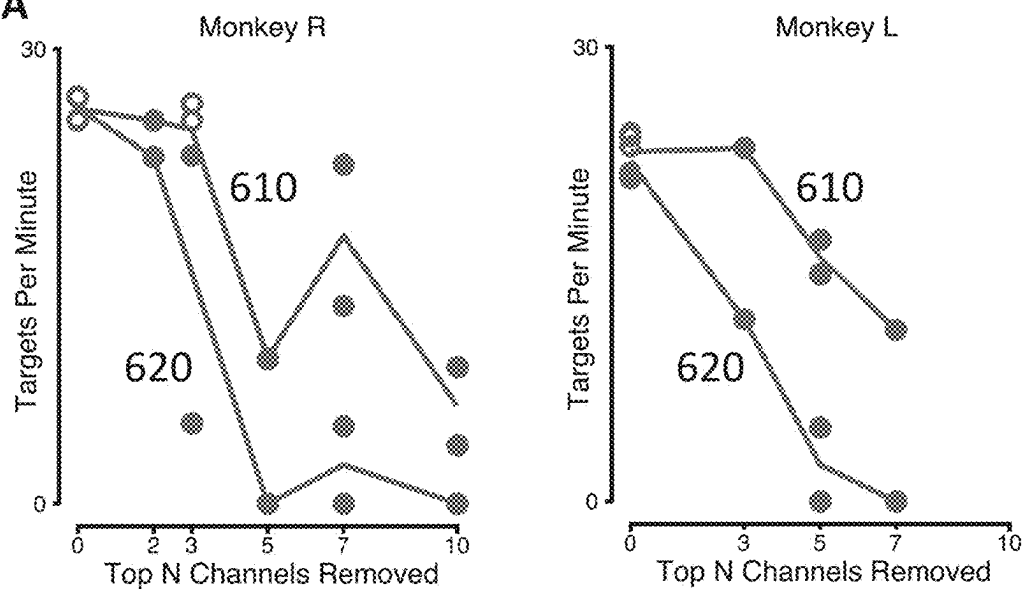 A
Monkey R
Monkey L
30
30
Targets Per Minute
Targets Per Minute
610
610
620
620
0
0
0 2 3 5 7 10
0 3 5 7 10
Top N Channels Removed
Top N Channels Removed